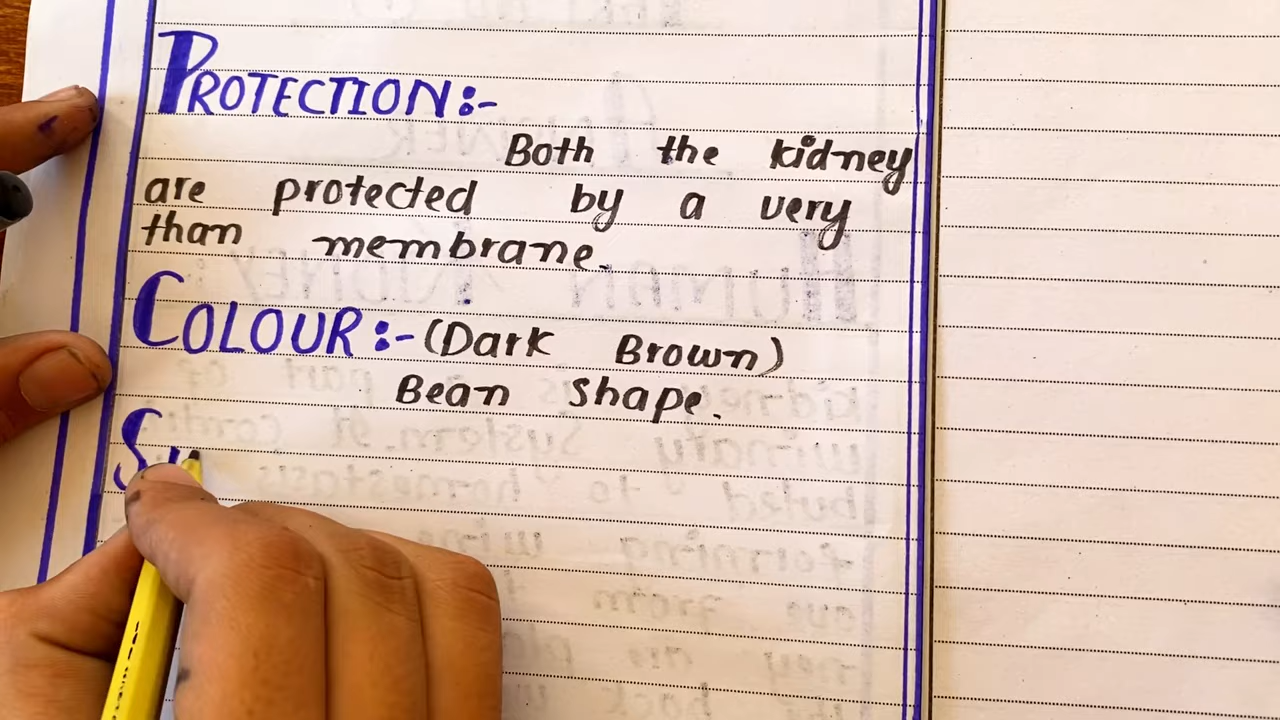 PROTECTION:-
Both the kidney
are protected by a very
than membrane.
COLOUR:- (Dark Brown)
Bean shape.